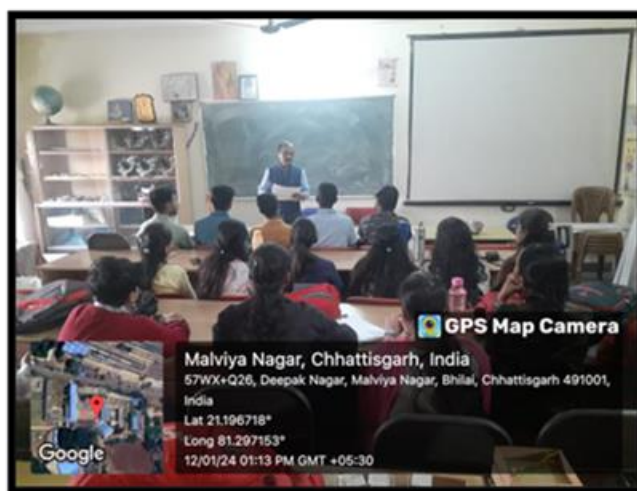 GPS Map Camera
Malviya Nagar, Chhattisgarh, India
57WX+Q26, Deepak Nagar, Malviya Nagar, Bhilai, Chhattisgarh 491001,
India
Lat 21.196718°
Long 81.297153°
12/01/24 01:13 PM GMT +05:30
Google